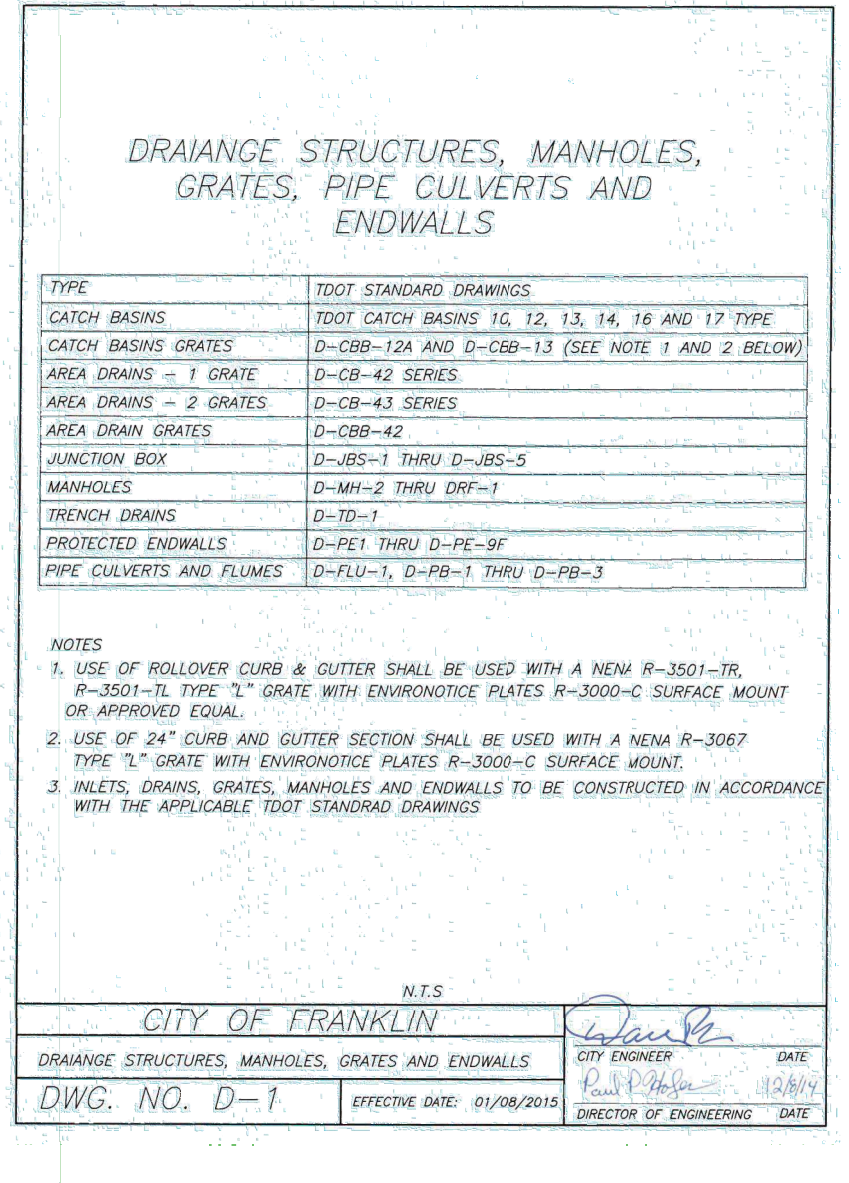 DRAIANGE STRUCTURES, MANHOLES,
GRATES, PIPE CULVERTS AND
ENDWALLS
TYPE TDOT STANDARD DRAWINGS
CATCH BASINS TDOT CATCH BASINS 10, 12, 13, 14, 16 AND 17 TYPE
CATCH BASINS GRATES D-CBB-12A AND D-CBB-13 (SEE NOTE 1 AND 2 BELOW)
AREA DRAINS - 1 GRATE D-CB-42 SERIES
AREA DRAINS - 2 GRATES D-CB-43 SERIES
AREA DRAIN GRATES D-CBB-42
JUNCTION BOX D-JBS-1 THRU D-JBS-5
MANHOLES D-MH-2 THRU DRF-1
TRENCH DRAINS D-TD-1
PROTECTED ENDWALLS D-PE1 THRU D-PE-9F
PIPE CULVERTS AND FLUMES D-FLU-1, D-PB-1 THRU D-PB-3
NOTES
1. USE OF ROLLOVER CURB & GUTTER SHALL BE USED WITH A NENA R-3501-TR,
R-3501-TL TYPE "L" GRATE WITH ENVIRONOTICE PLATES R-3000-C SURFACE MOUNT
OR APPROVED EQUAL.
2. USE OF 24" CURB AND GUTTER SECTION SHALL BE USED WITH A NENA R-3067
TYPE "L" GRATE WITH ENVIRONOTICE PLATES R-3000-C SURFACE MOUNT.
3. INLETS, DRAINS, GRATES, MANHOLES AND ENDWALLS TO BE CONSTRUCTED IN ACCORDANCE
WITH THE APPLICABLE TDOT STANDRAD DRAWINGS
N.T.S
CITY OF FRANKLIN
DRAIANGE STRUCTURES, MANHOLES, GRATES AND ENDWALLS
DWG. NO. D-1
EFFECTIVE DATE: 01/08/2015
CITY ENGINEER DATE
Paul P Holzen 12/8/14
DIRECTOR OF ENGINEERING DATE